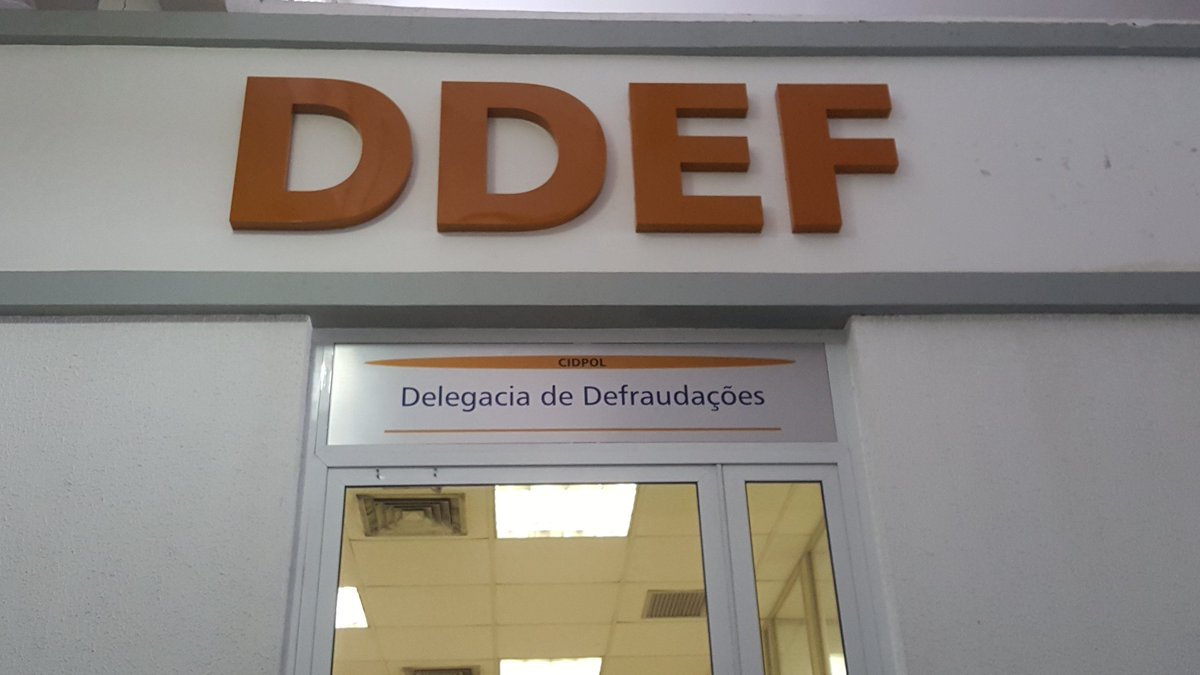 DDEF
CIDPOL
Delegacia de Defraudações